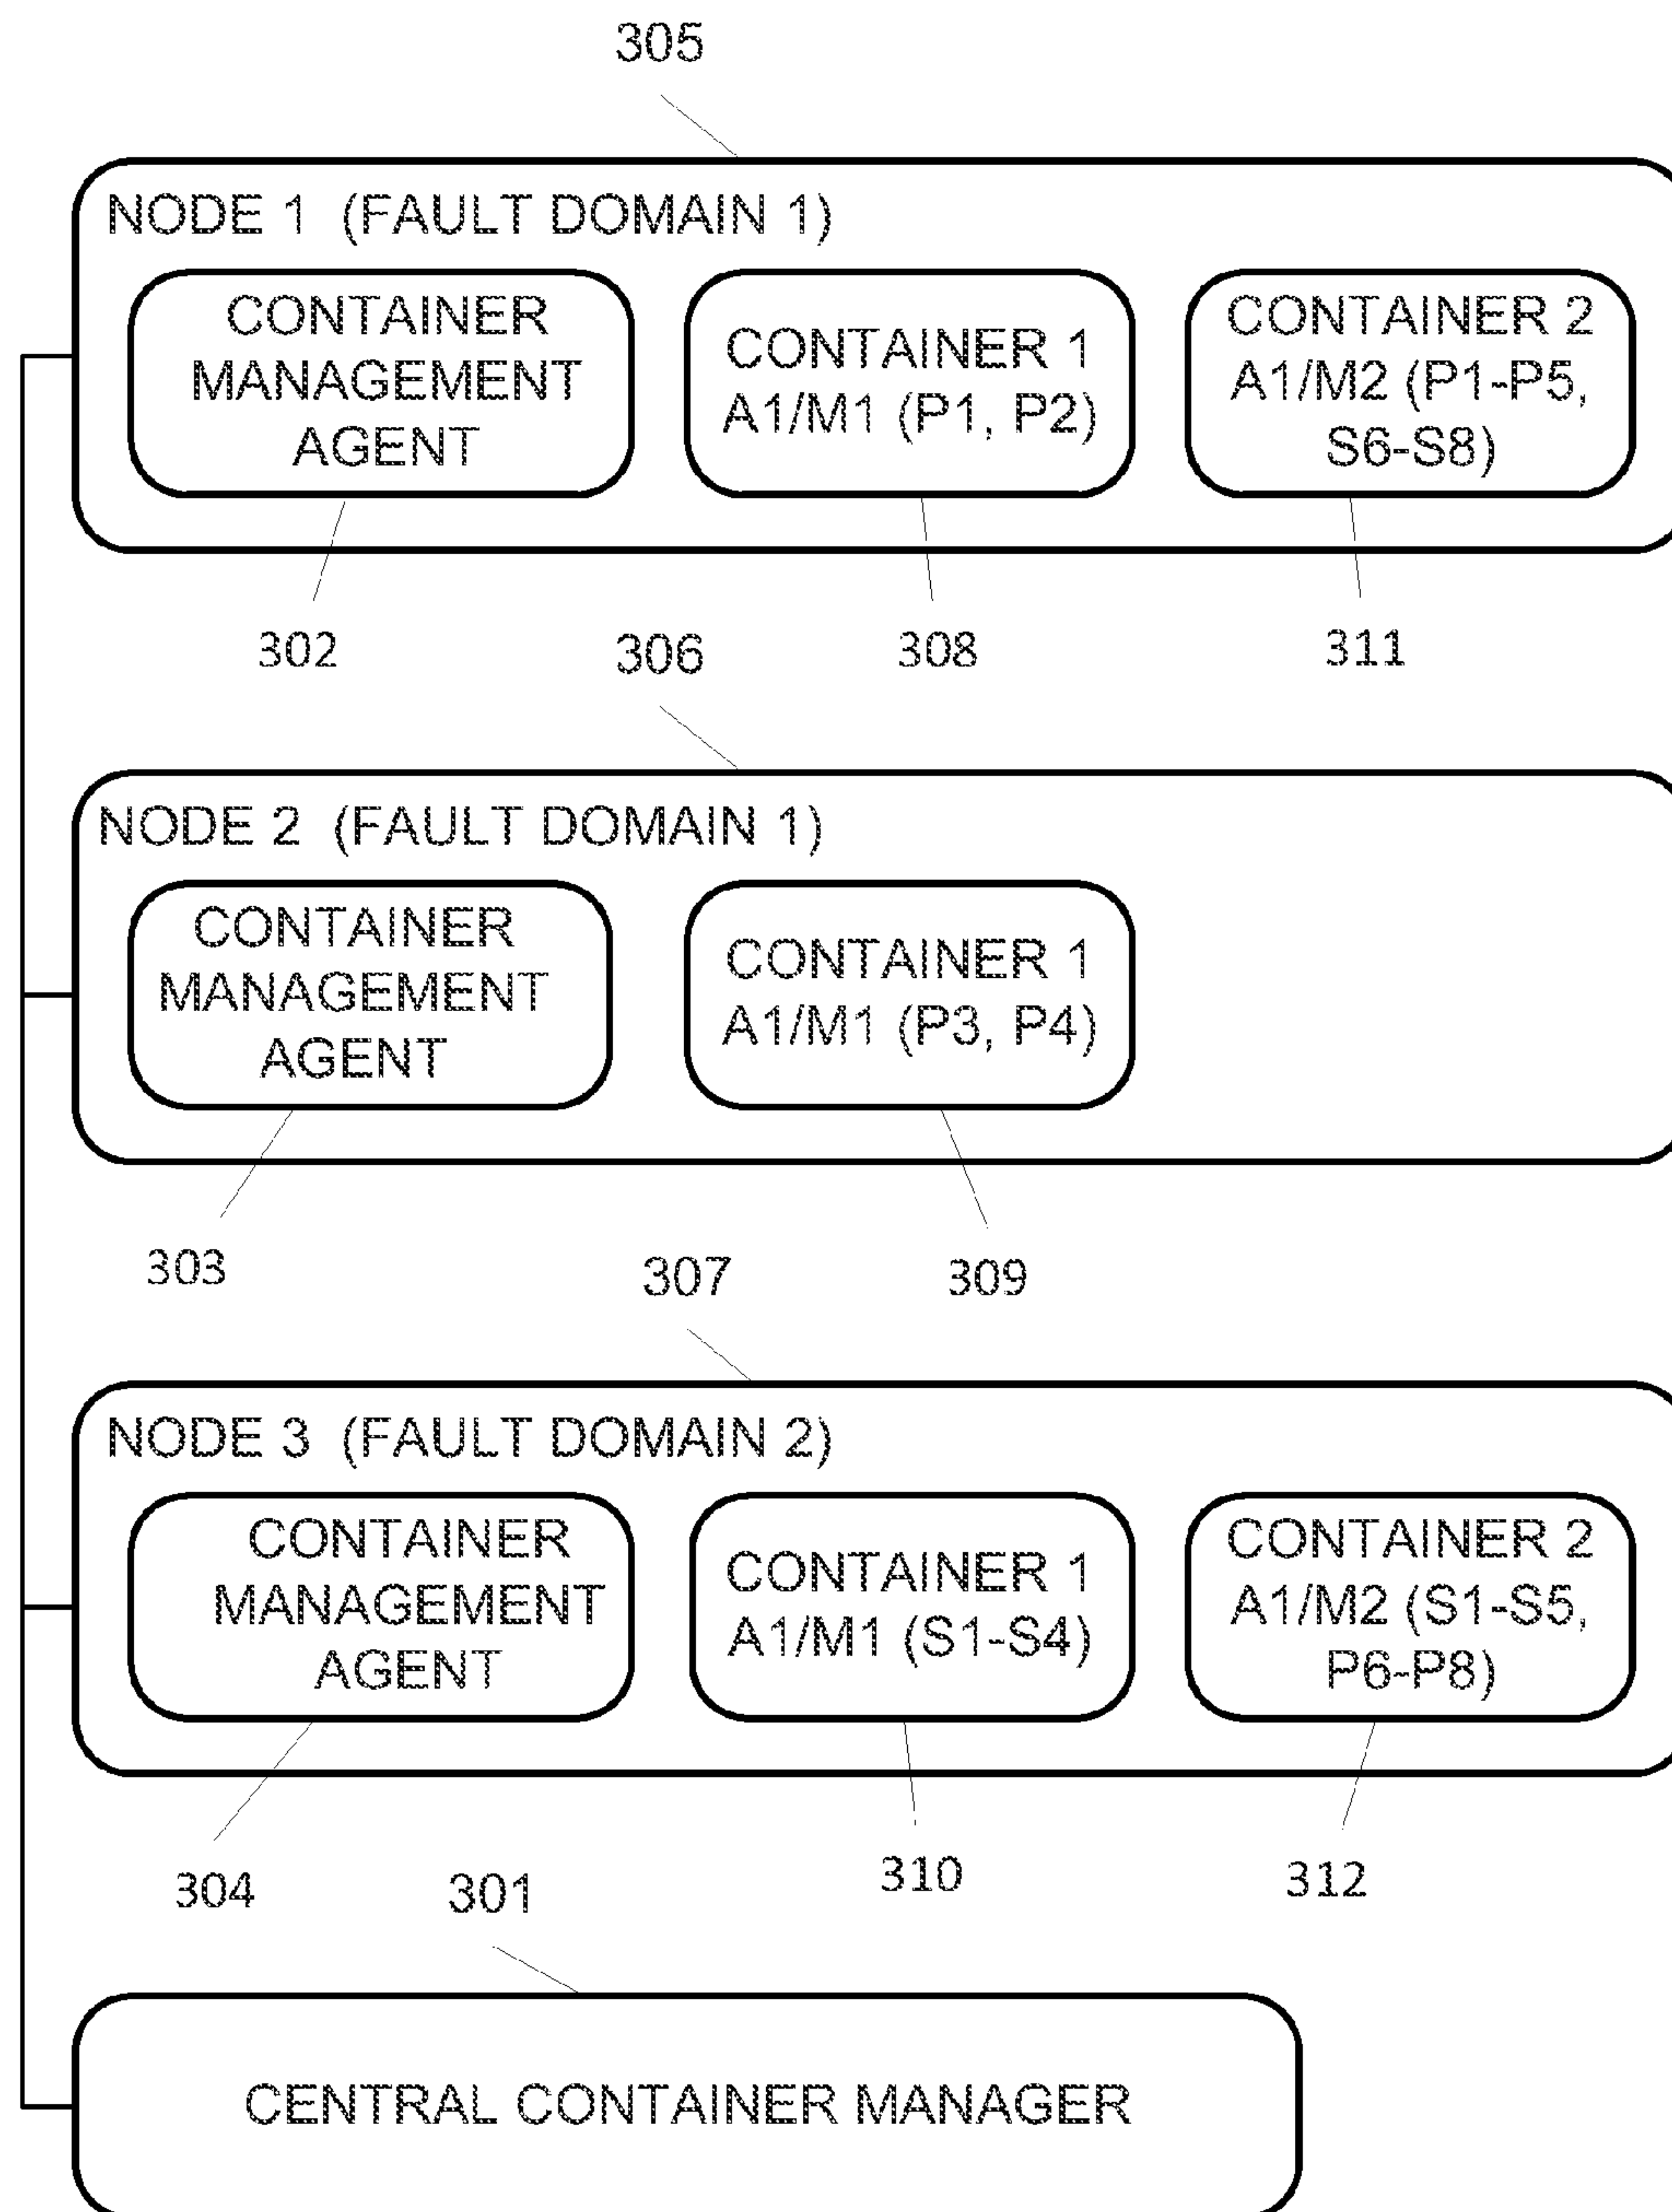 305
NODE 1 (FAULT DOMAIN 1)
CONTAINER
MANAGEMENT
AGENT
CONTAINER 1
A1/M1 (P1, P2)
CONTAINER 2
A1/M2 (P1-P5,
S6-S8)
302
306
308
311
NODE 2 (FAULT DOMAIN 1)
CONTAINER
MANAGEMENT
AGENT
CONTAINER 1
A1/M1 (P3, P4)
303
307
309
NODE 3 (FAULT DOMAIN 2)
CONTAINER
MANAGEMENT
AGENT
CONTAINER 1
A1/M1 (S1-S4)
CONTAINER 2
A1/M2 (S1-S5,
P6-P8)
304
301
310
312
CENTRAL CONTAINER MANAGER